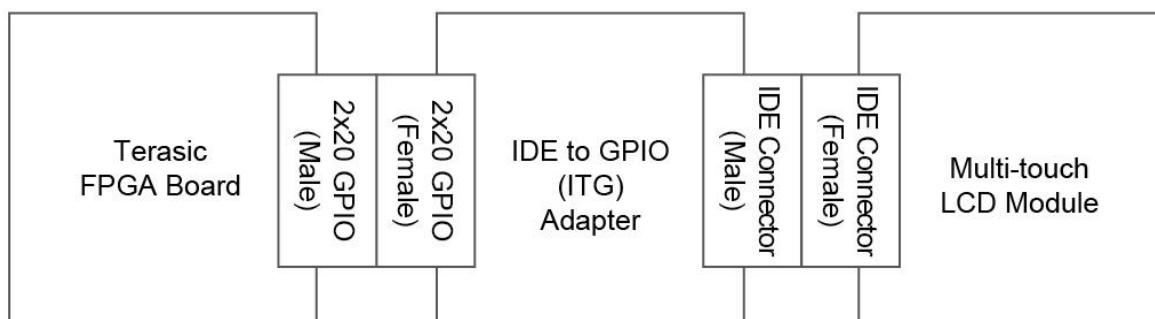 Terasic
FPGA Board
2x20 GPIO
(Male)
2x20 GPIO
(Female)
IDE to GPIO
(ITG)
Adapter
IDE Connector
(Male)
IDE Connector
(Female)
Multi-touch
LCD Module